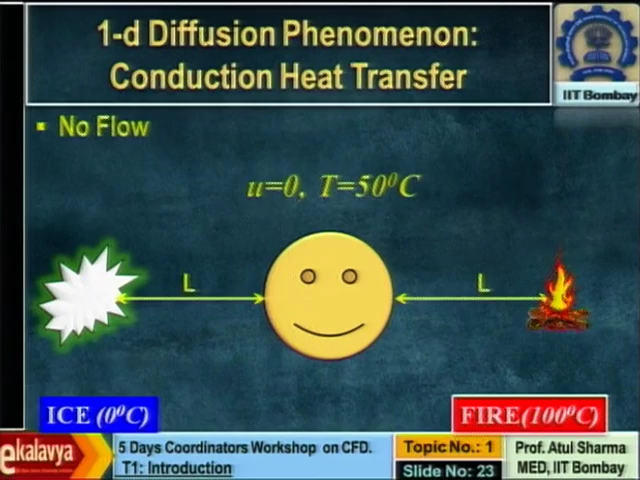 1-d Diffusion Phenomenon:
Conduction Heat Transfer
IIT Bombay
No Flow
u=0, T=50⁰C
L
L
ICE (0⁰C)
FIRE(100⁰C)
ekalavya
5 Days Coordinators Workshop on CFD.
T1: Introduction
Topic No.: 1
Slide No: 23
Prof. Atul Sharma
MED, IIT Bombay